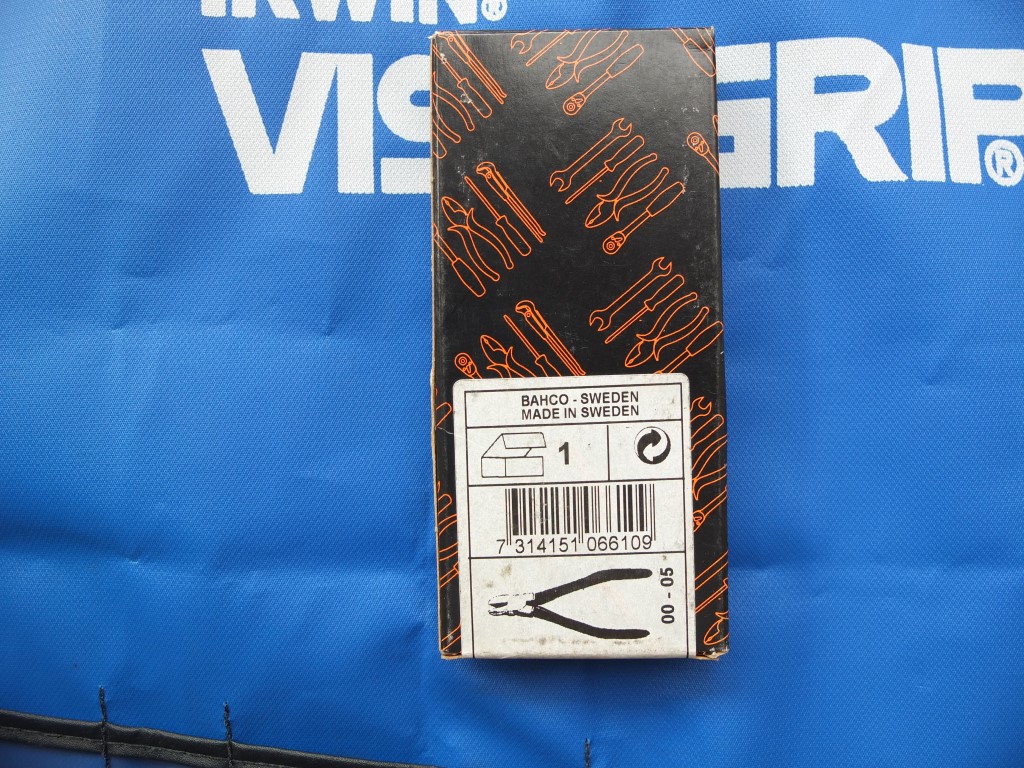 IRWIN®
VISE GRIP®
BAHCO - SWEDEN
MADE IN SWEDEN
1
7 314151 066109
00 - 05